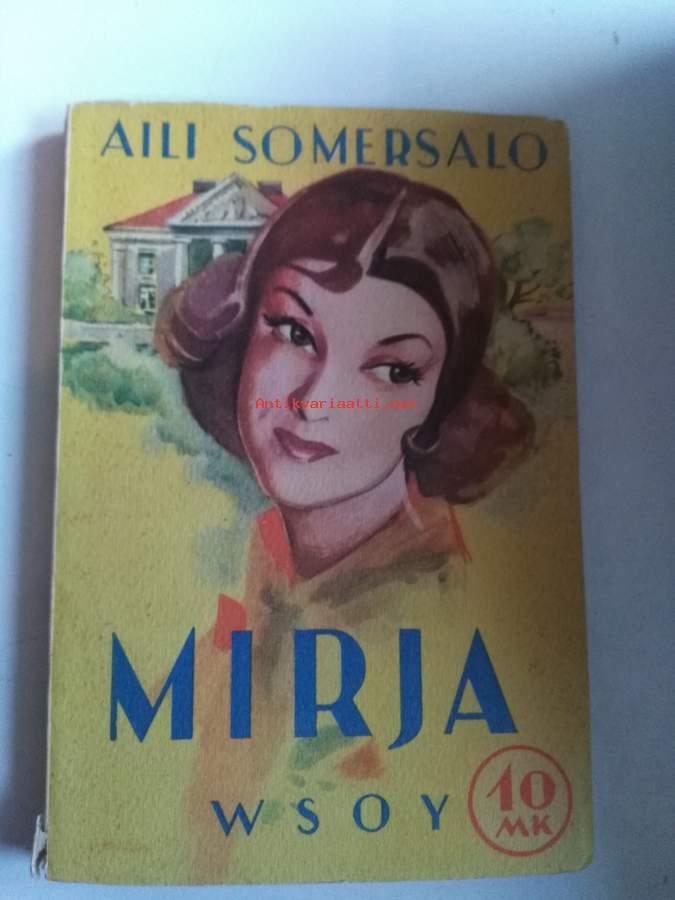 AILI SOMERSALO
Antikvariaatti.net
MIRJA
WSOY
10
MK